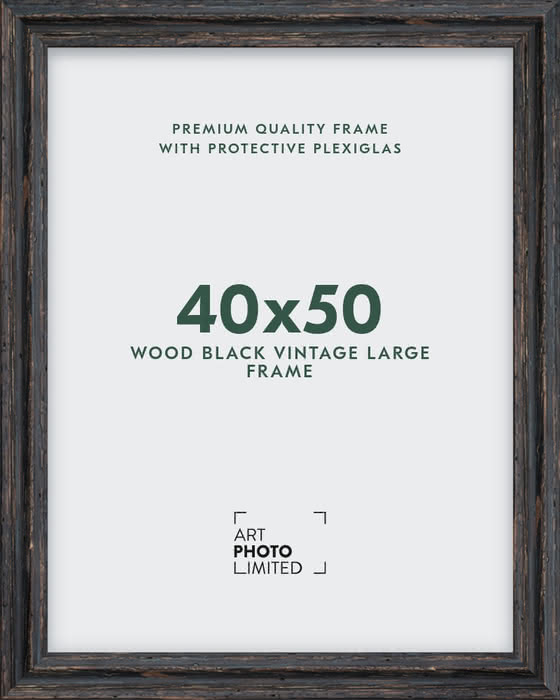 PREMIUM QUALITY FRAME
WITH PROTECTIVE PLEXIGLAS
40x50
WOOD BLACK VINTAGE LARGE
FRAME
ART
PHOTO
LIMITED